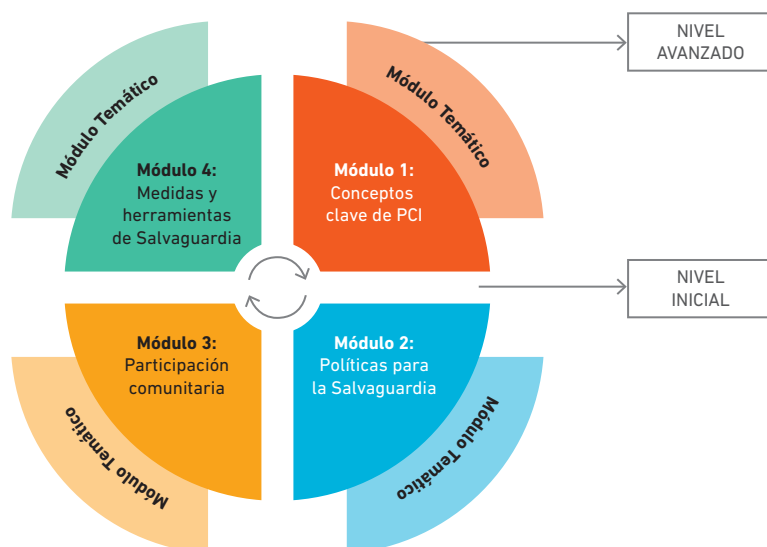 NIVEL
AVANZADO
Módulo Temático
Módulo Temático
Módulo 4:
Medidas y
herramientas
de Salvaguardia
Módulo 1:
Conceptos
clave de PCI
NIVEL
INICIAL
Módulo 3:
Participación
comunitaria
Módulo 2:
Políticas para
la Salvaguardia
Módulo Temático
Módulo Temático